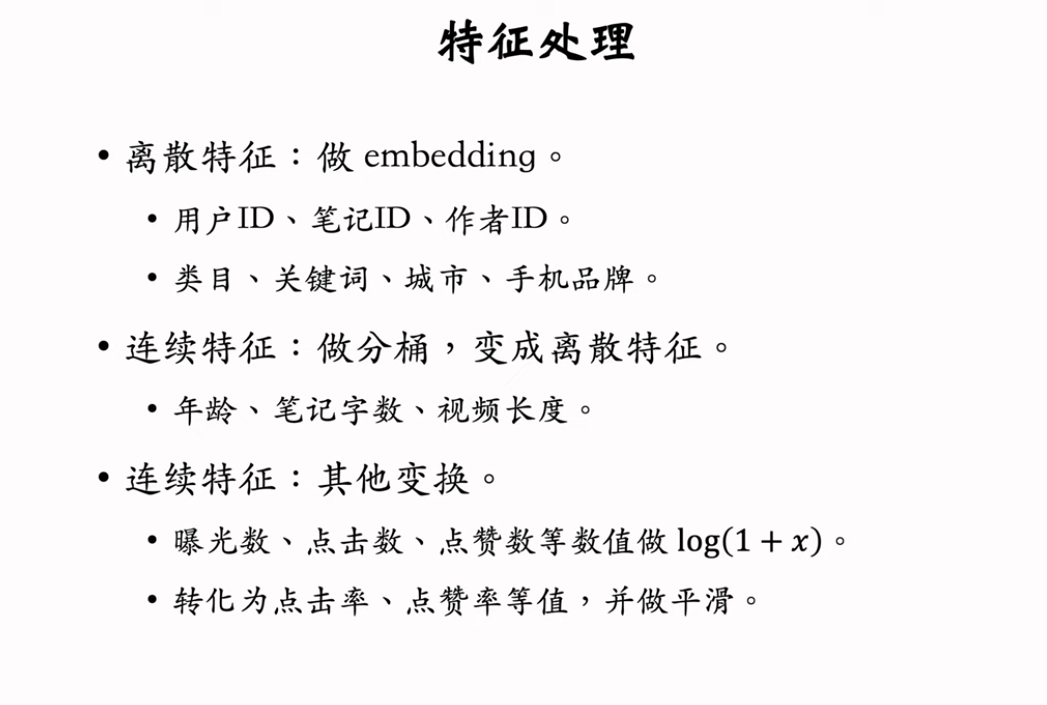 特征处理
• 离散特征：做 embedding。
• 用户ID、笔记ID、作者ID。
• 类目、关键词、城市、手机品牌。
• 连续特征：做分桶，变成离散特征。
• 年龄、笔记字数、视频长度。
• 连续特征：其他变换。
• 曝光数、点击数、点赞数等数值做 log(1 + x)。
• 转化为点击率、点赞率等值，并做平滑。